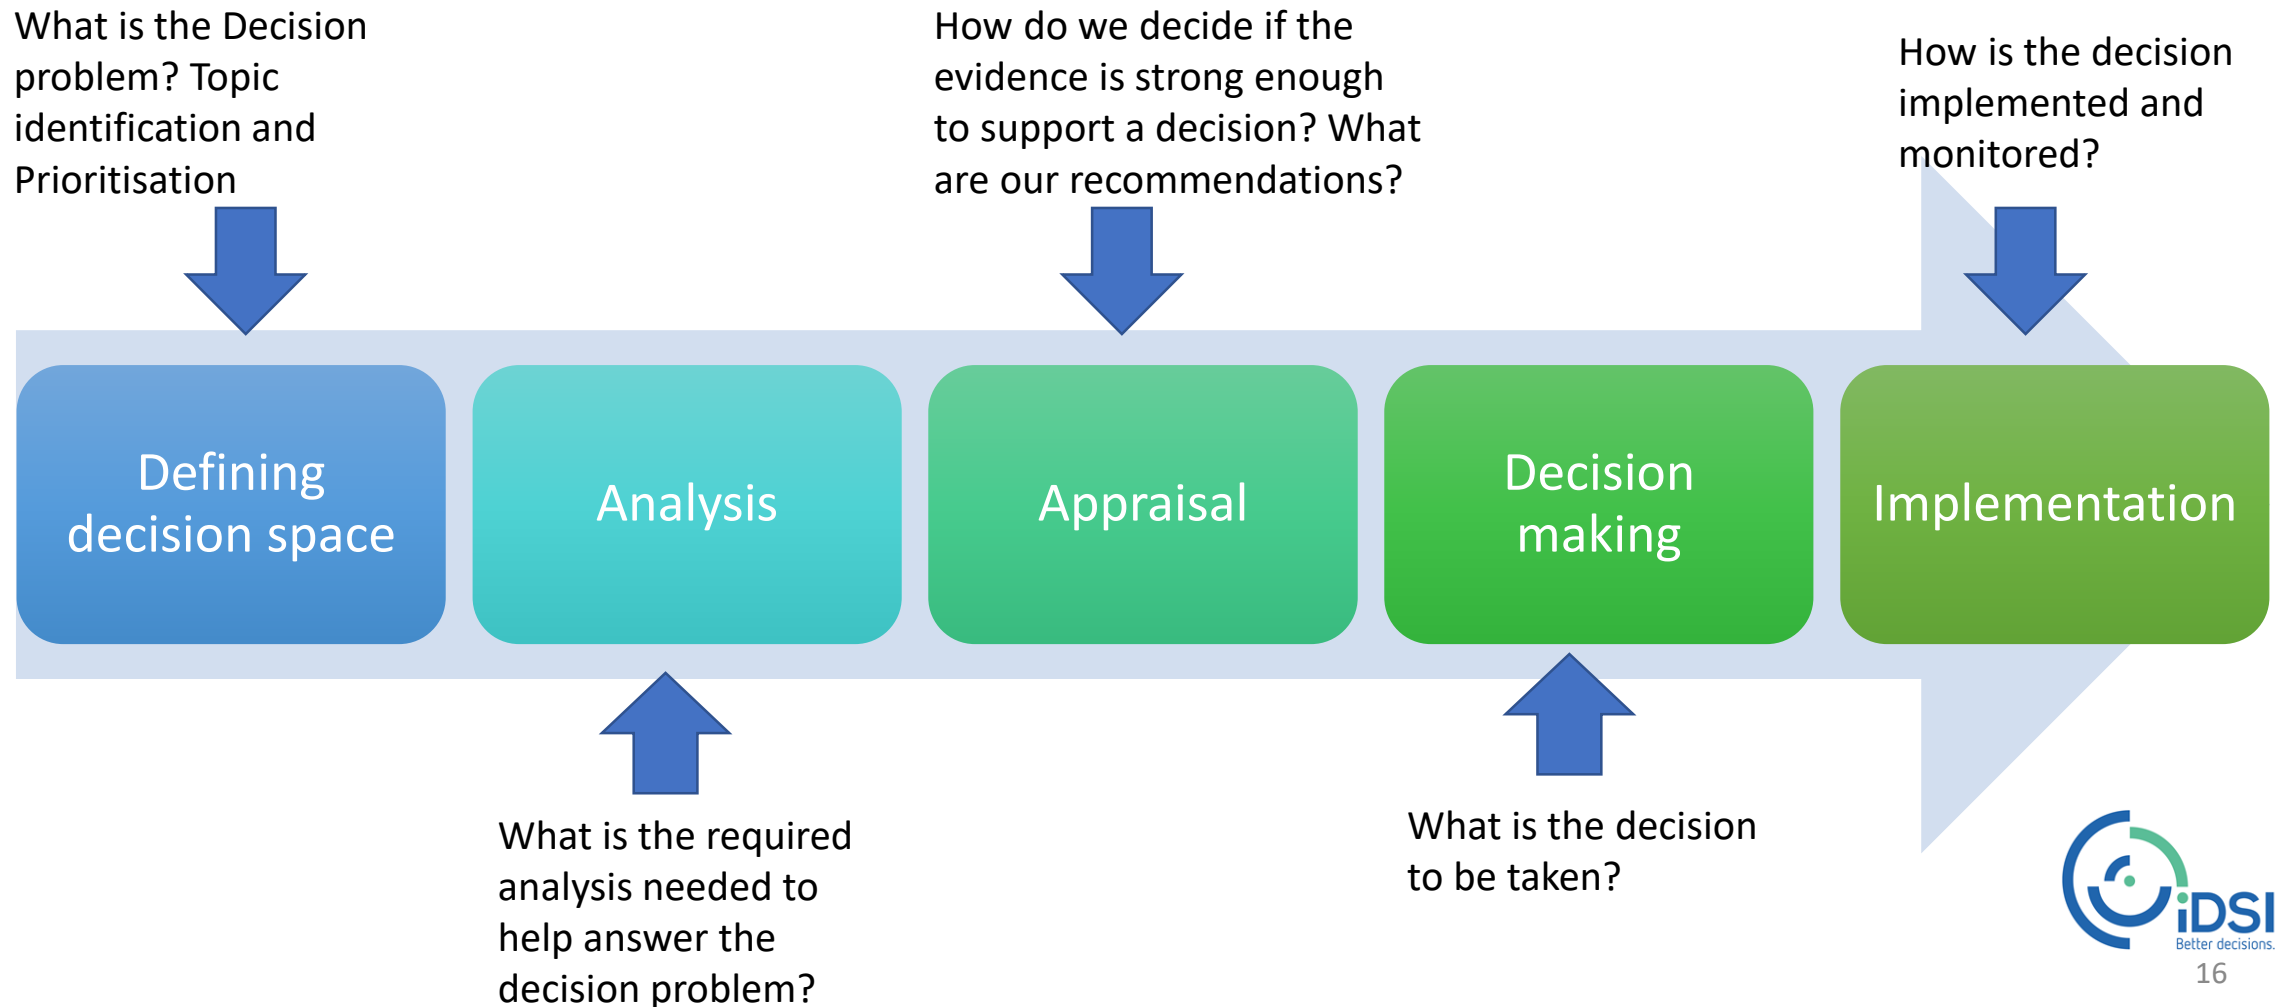 What is the Decision
problem? Topic
identification and
Prioritisation
How do we decide if the
evidence is strong enough
to support a decision? What
are our recommendations?
How is the decision
implemented and
monitored?
Defining
decision space
Analysis
Appraisal
Decision
making
Implementation
What is the required
analysis needed to
help answer the
decision problem?
What is the decision
to be taken?
iDSI
Better decisions.
16